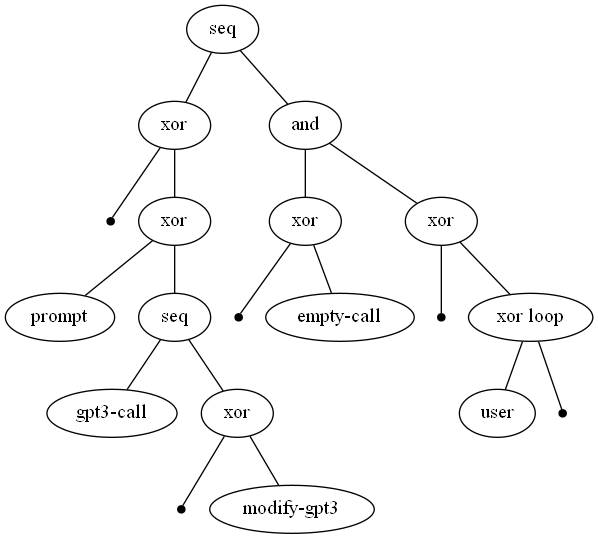 seq
xor
and
xor
xor
xor
prompt
seq
empty-call
xor loop
gpt3-call
xor
user
modify-gpt3